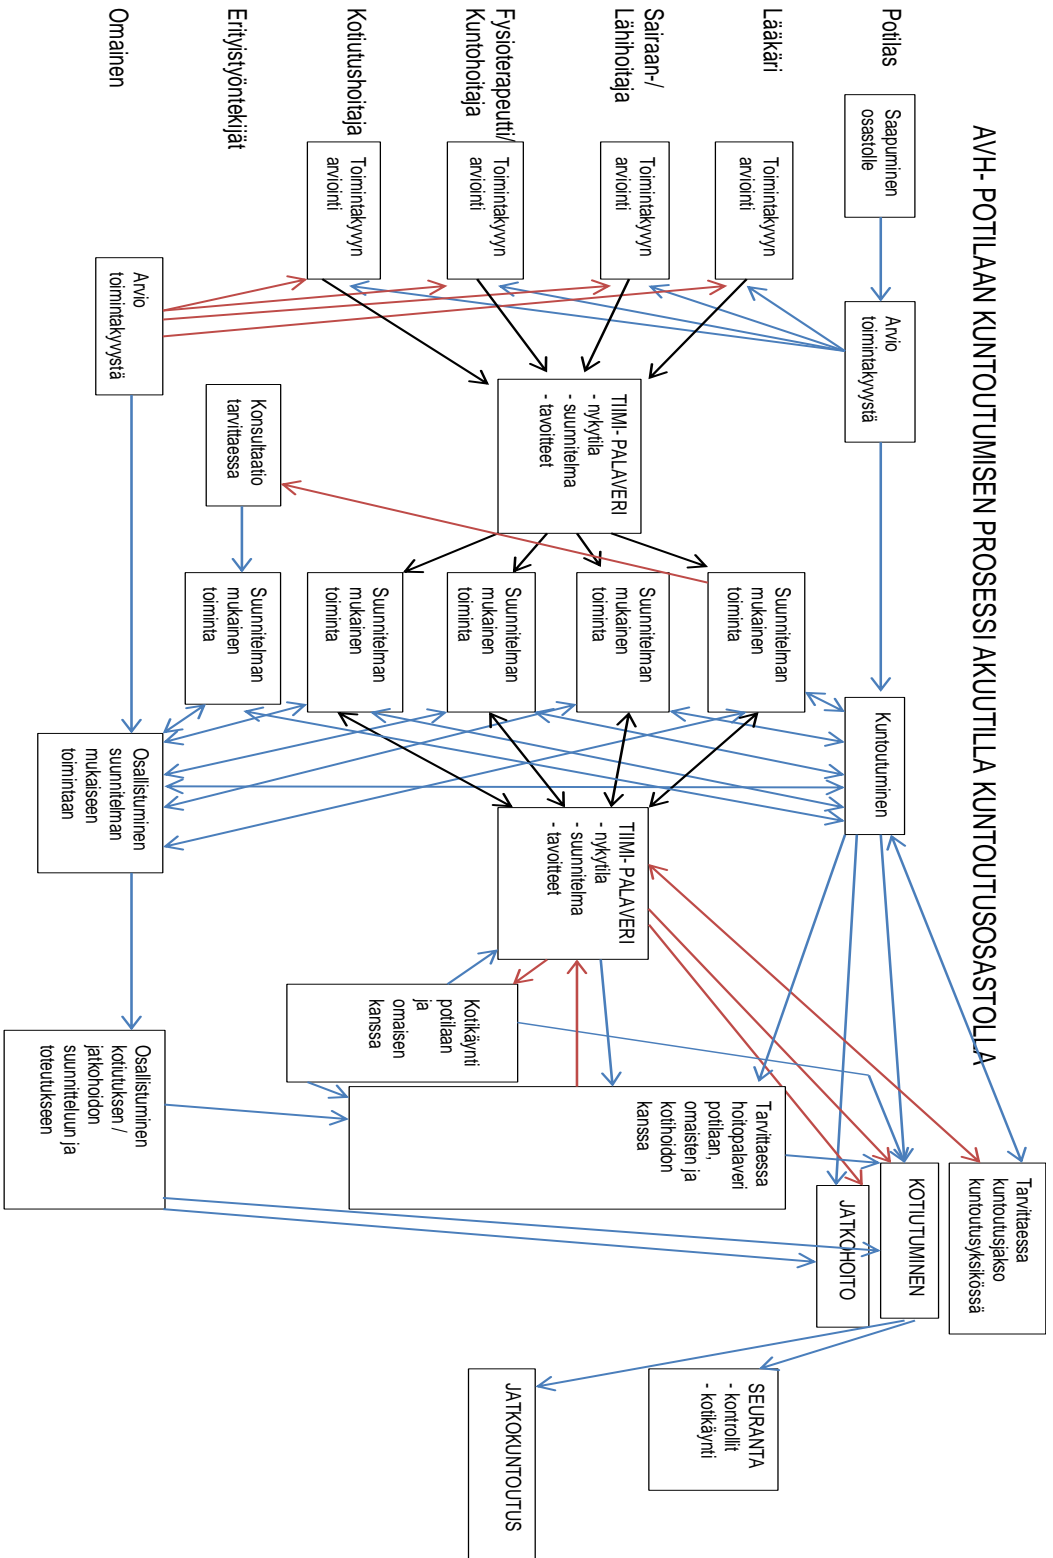 AVH- POTILAAN KUNTOUTUMISEN PROSESSI AKUUTILLA KUNTOUTUSOSASTOLLA
Potilas
Saapuminen
osastolle
Arvio
toimintakyvystä
Kuntoutuminen
Tarvittaessa
kuntoutusjakso
kuntoutusyksikössä
KOTIUTUMINEN
JATKOHOITO
Lääkäri
Toimintakyvyn
arviointi
Suunnitelman
mukainen
toiminta
Sairaan-/
Lähihoitaja
Toimintakyvyn
arviointi
TIIMI- PALAVERI
- nykytila
- suunnitelma
- tavoitteet
Suunnitelman
mukainen
toiminta
TIIMI- PALAVERI
- nykytila
- suunnitelma
- tavoitteet
Tarvittaessa
hoitopalaveri
potilaan,
omaisten ja
kotihoidon
kanssa
SEURANTA
- kontrollit
- kotikäynti
Fysioterapeutti/
Kuntohoitaja
Toimintakyvyn
arviointi
Suunnitelman
mukainen
toiminta
Kotikäynti
potilaan
ja
omaisen
kanssa
JATKOKUNTOUTUS
Kotiutushoitaja
Toimintakyvyn
arviointi
Suunnitelman
mukainen
toiminta
Erityistyöntekijät
Konsultaatio
tarvittaessa
Suunnitelman
mukainen
toiminta
Omainen
Arvio
toimintakyvystä
Osallistuminen
suunnitelman
mukaiseen
toimintaan
Osallistuminen
kotiutuksen /
jatkohoidon
suunnitteluun ja
toteutukseen